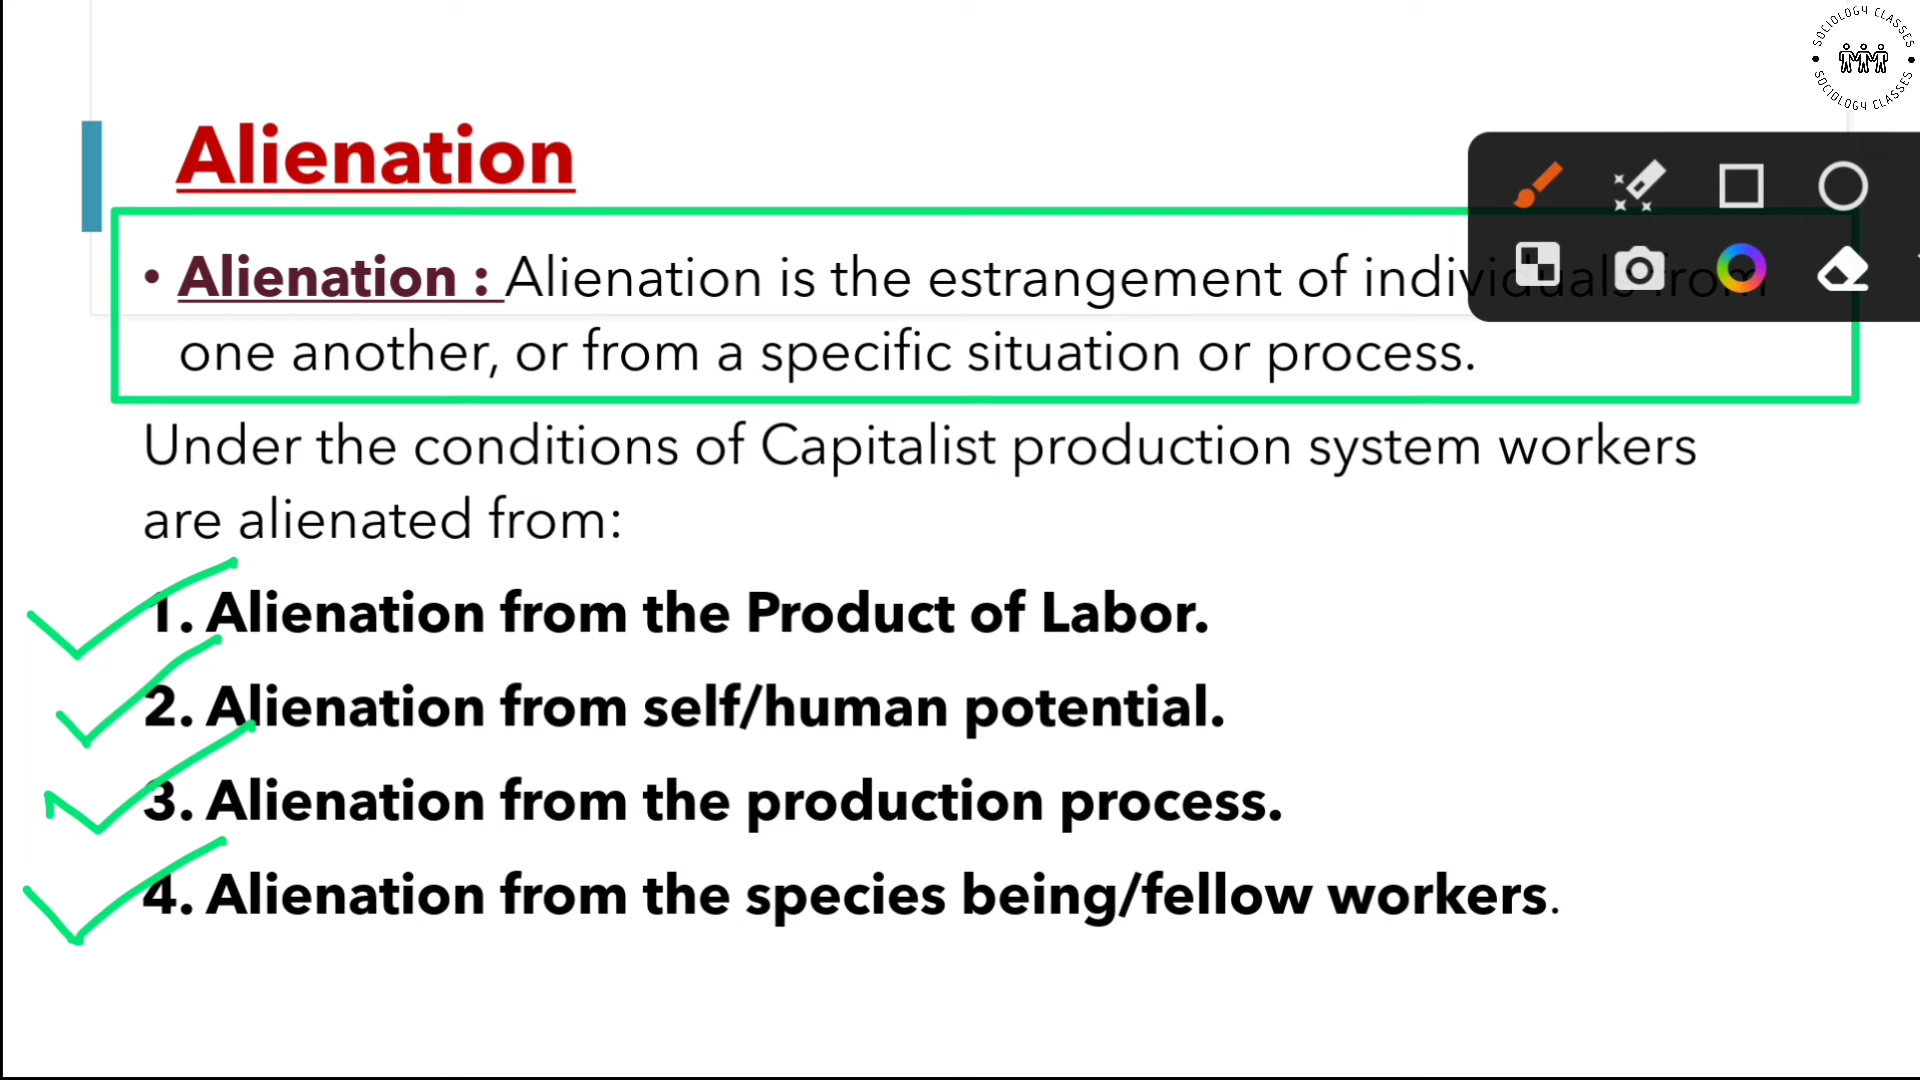 SOCIOLOGY CLASSES
SOCIOLOGY CLASSES
Alienation
• Alienation : Alienation is the estrangement of individuals from
one another, or from a specific situation or process.
Under the conditions of Capitalist production system workers
are alienated from:
1. Alienation from the Product of Labor.
2. Alienation from self/human potential.
3. Alienation from the production process.
4. Alienation from the species being/fellow workers.